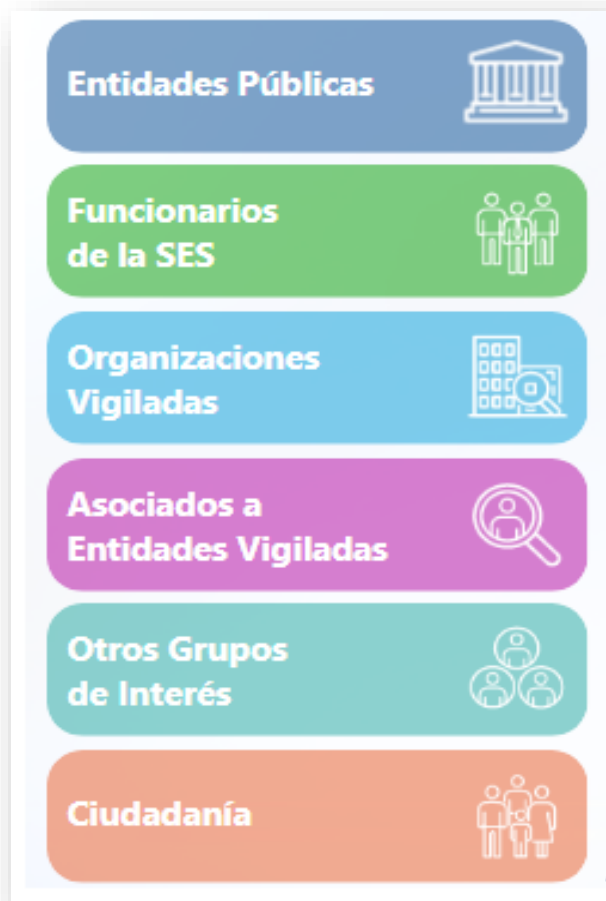 Entidades Públicas
Funcionarios
de la SES
Organizaciones
Vigiladas
Asociados a
Entidades Vigiladas
Otros Grupos
de Interés
Ciudadanía